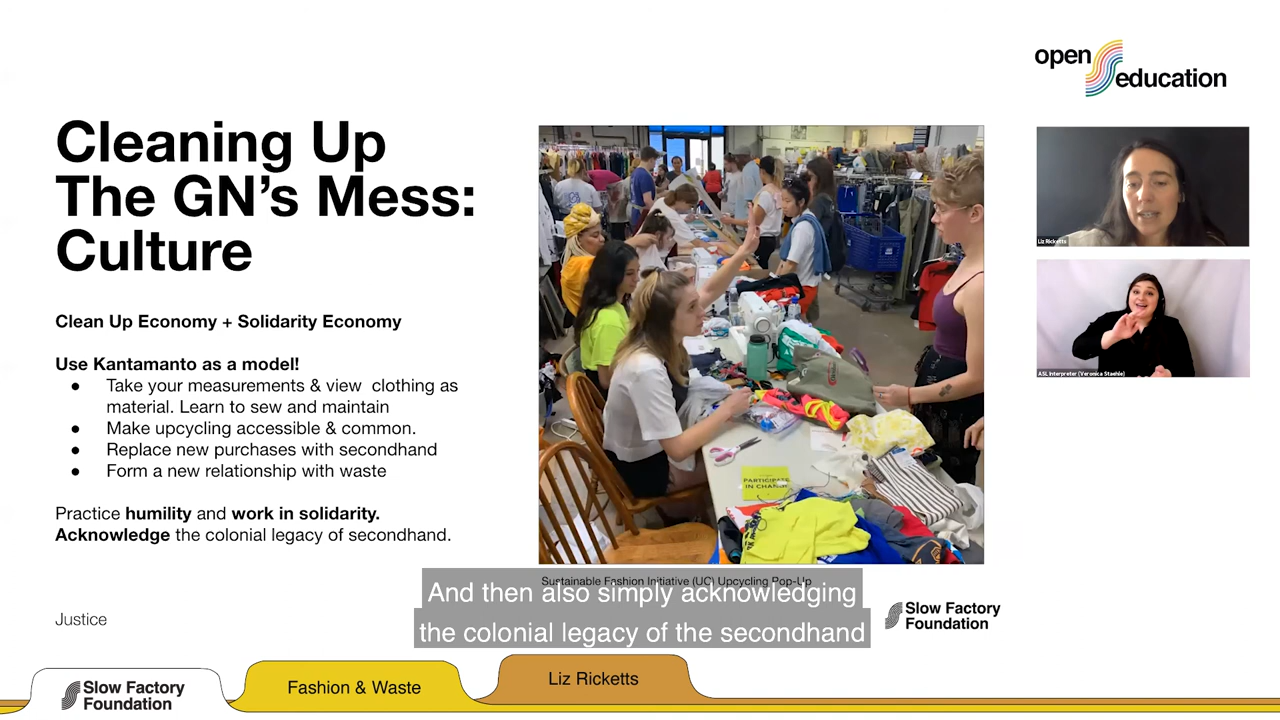 open
education
Cleaning Up
The GN's Mess:
Culture
Clean Up Economy + Solidarity Economy
Use Kantamanto as a model!
● Take your measurements & view clothing as
material. Learn to sew and maintain
● Make upcycling accessible & common.
● Replace new purchases with secondhand
● Form a new relationship with waste
Practice humility and work in solidarity.
Acknowledge the colonial legacy of secondhand.
Justice
PARTICIPATE
IN CHANGE
Liz Ricketts
ASL Interpreter (Veronica Staehle)
Sustainable Fashion Initiative (UC) Upcycling Pop-Up
And then also simply acknowledging
the colonial legacy of the secondhand
Slow Factory
Foundation
Slow Factory
Foundation
Fashion & Waste
Liz Ricketts